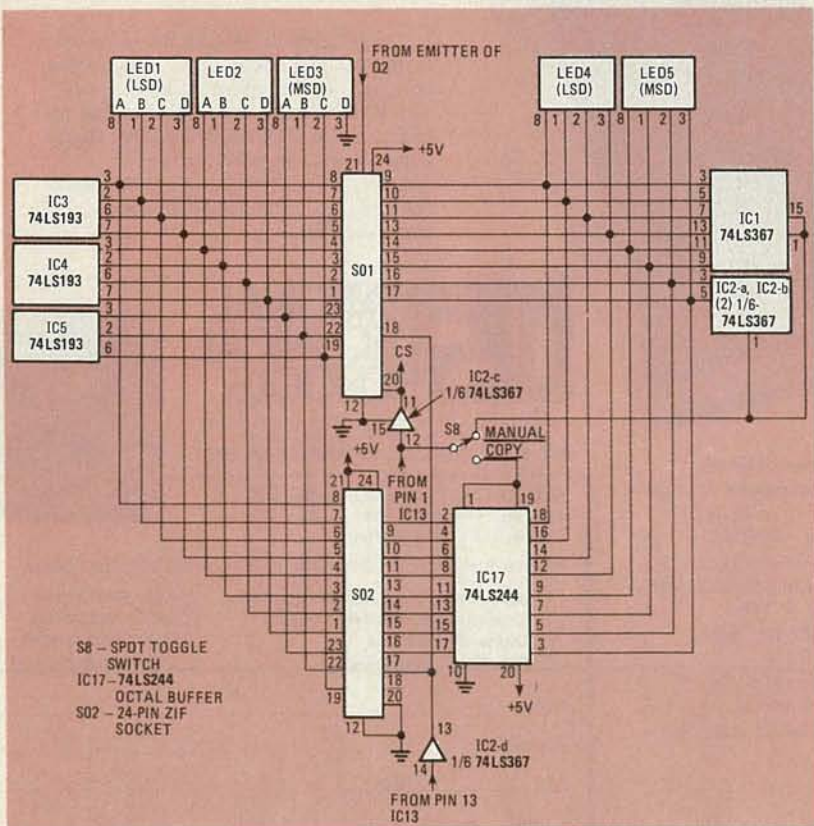 FROM EMITTER OF
Q2
LED1
(LSD)
A B C D
8 1 2 3
LED2
A B C D
8 1 2 3
LED3
(MSD)
A B C D
8 1 2 3
LED4
(LSD)
8 1 2 3
LED5
(MSD)
8 1 2 3
+5V
21 24
IC3
74LS193
3
2
6
7
IC4
74LS193
3
2
6
7
IC5
74LS193
3
2
6
S01
8
7
6
5
4
3
2
1
23
22
19
9
10
11
13
14
15
16
17
18
20
12
IC1
74LS367
3
5
7
13
11
9
15
1
IC2-a, IC2-b
(2) 1/6-
74LS367
3
5
1
CS
11
15
12
IC2-c
1/6 74LS367
S8
MANUAL
COPY
FROM
PIN 1
IC13
+5V
21 24
S02
8
7
6
5
4
3
2
1
23
22
19
9
10
11
13
14
15
16
17
18
20
12
IC17
74LS244
1
19
2
4
6
8
11
13
15
17
18
16
14
12
9
7
5
3
10
20
+5V
S8 – SPDT TOGGLE
SWITCH
IC17 – 74LS244
OCTAL BUFFER
S02 – 24-PIN ZIF
SOCKET
13
14
IC2-d
1/6 74LS367
FROM PIN 13
IC13